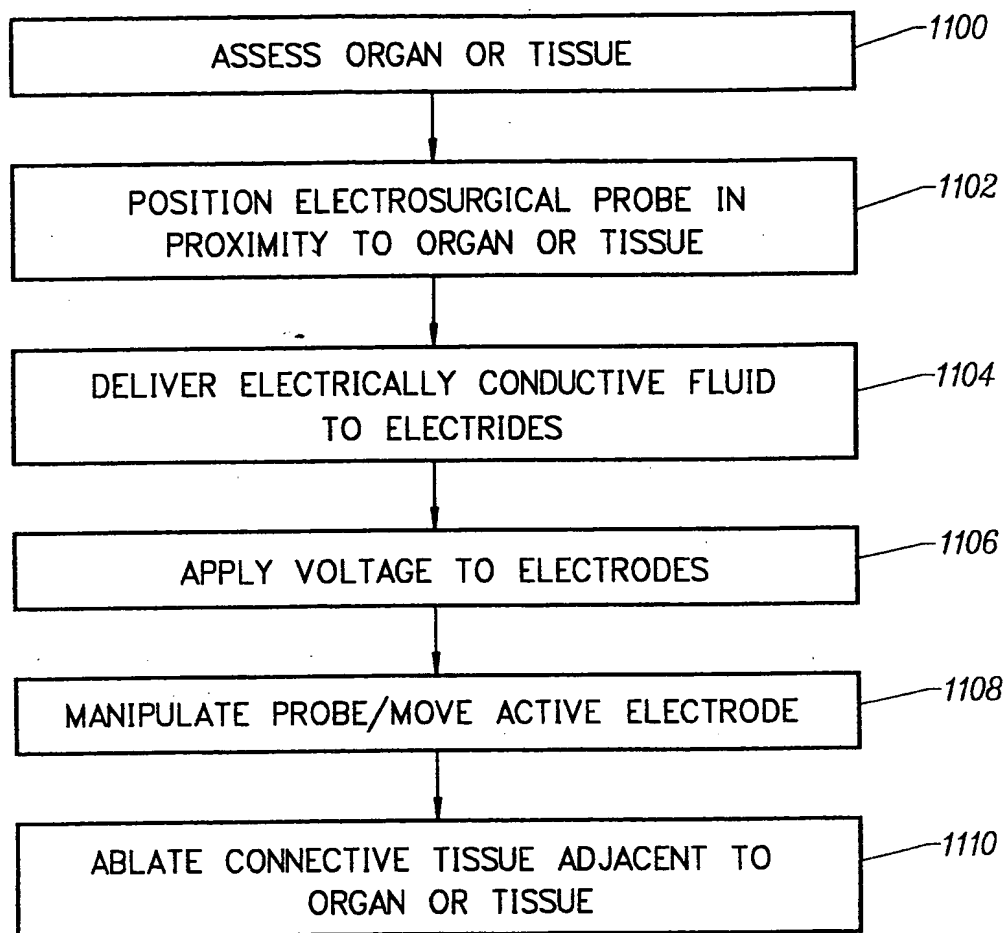 ASSESS ORGAN OR TISSUE
1100
POSITION ELECTROSURGICAL PROBE IN
PROXIMITY TO ORGAN OR TISSUE
1102
DELIVER ELECTRICALLY CONDUCTIVE FLUID
TO ELECTRIDES
1104
APPLY VOLTAGE TO ELECTRODES
1106
MANIPULATE PROBE/MOVE ACTIVE ELECTRODE
1108
ABLATE CONNECTIVE TISSUE ADJACENT TO
ORGAN OR TISSUE
1110